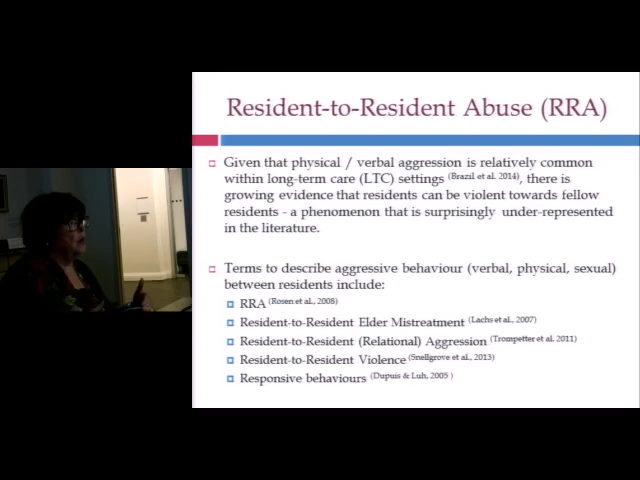 Resident-to-Resident Abuse (RRA)
Given that physical / verbal aggression is relatively common
within long-term care (LTC) settings (Brazil et al. 2014), there is
growing evidence that residents can be violent towards fellow
residents - a phenomenon that is surprisingly under-represented
in the literature.
Terms to describe aggressive behaviour (verbal, physical, sexual)
between residents include:
RRA (Rosen et al., 2008)
Resident-to-Resident Elder Mistreatment (Lachs et al., 2007)
Resident-to-Resident (Relational) Aggression (Trompetter et al. 2011)
Resident-to-Resident Violence (Snellgrove et al., 2013)
Responsive behaviours (Dupuis & Luh, 2005 )